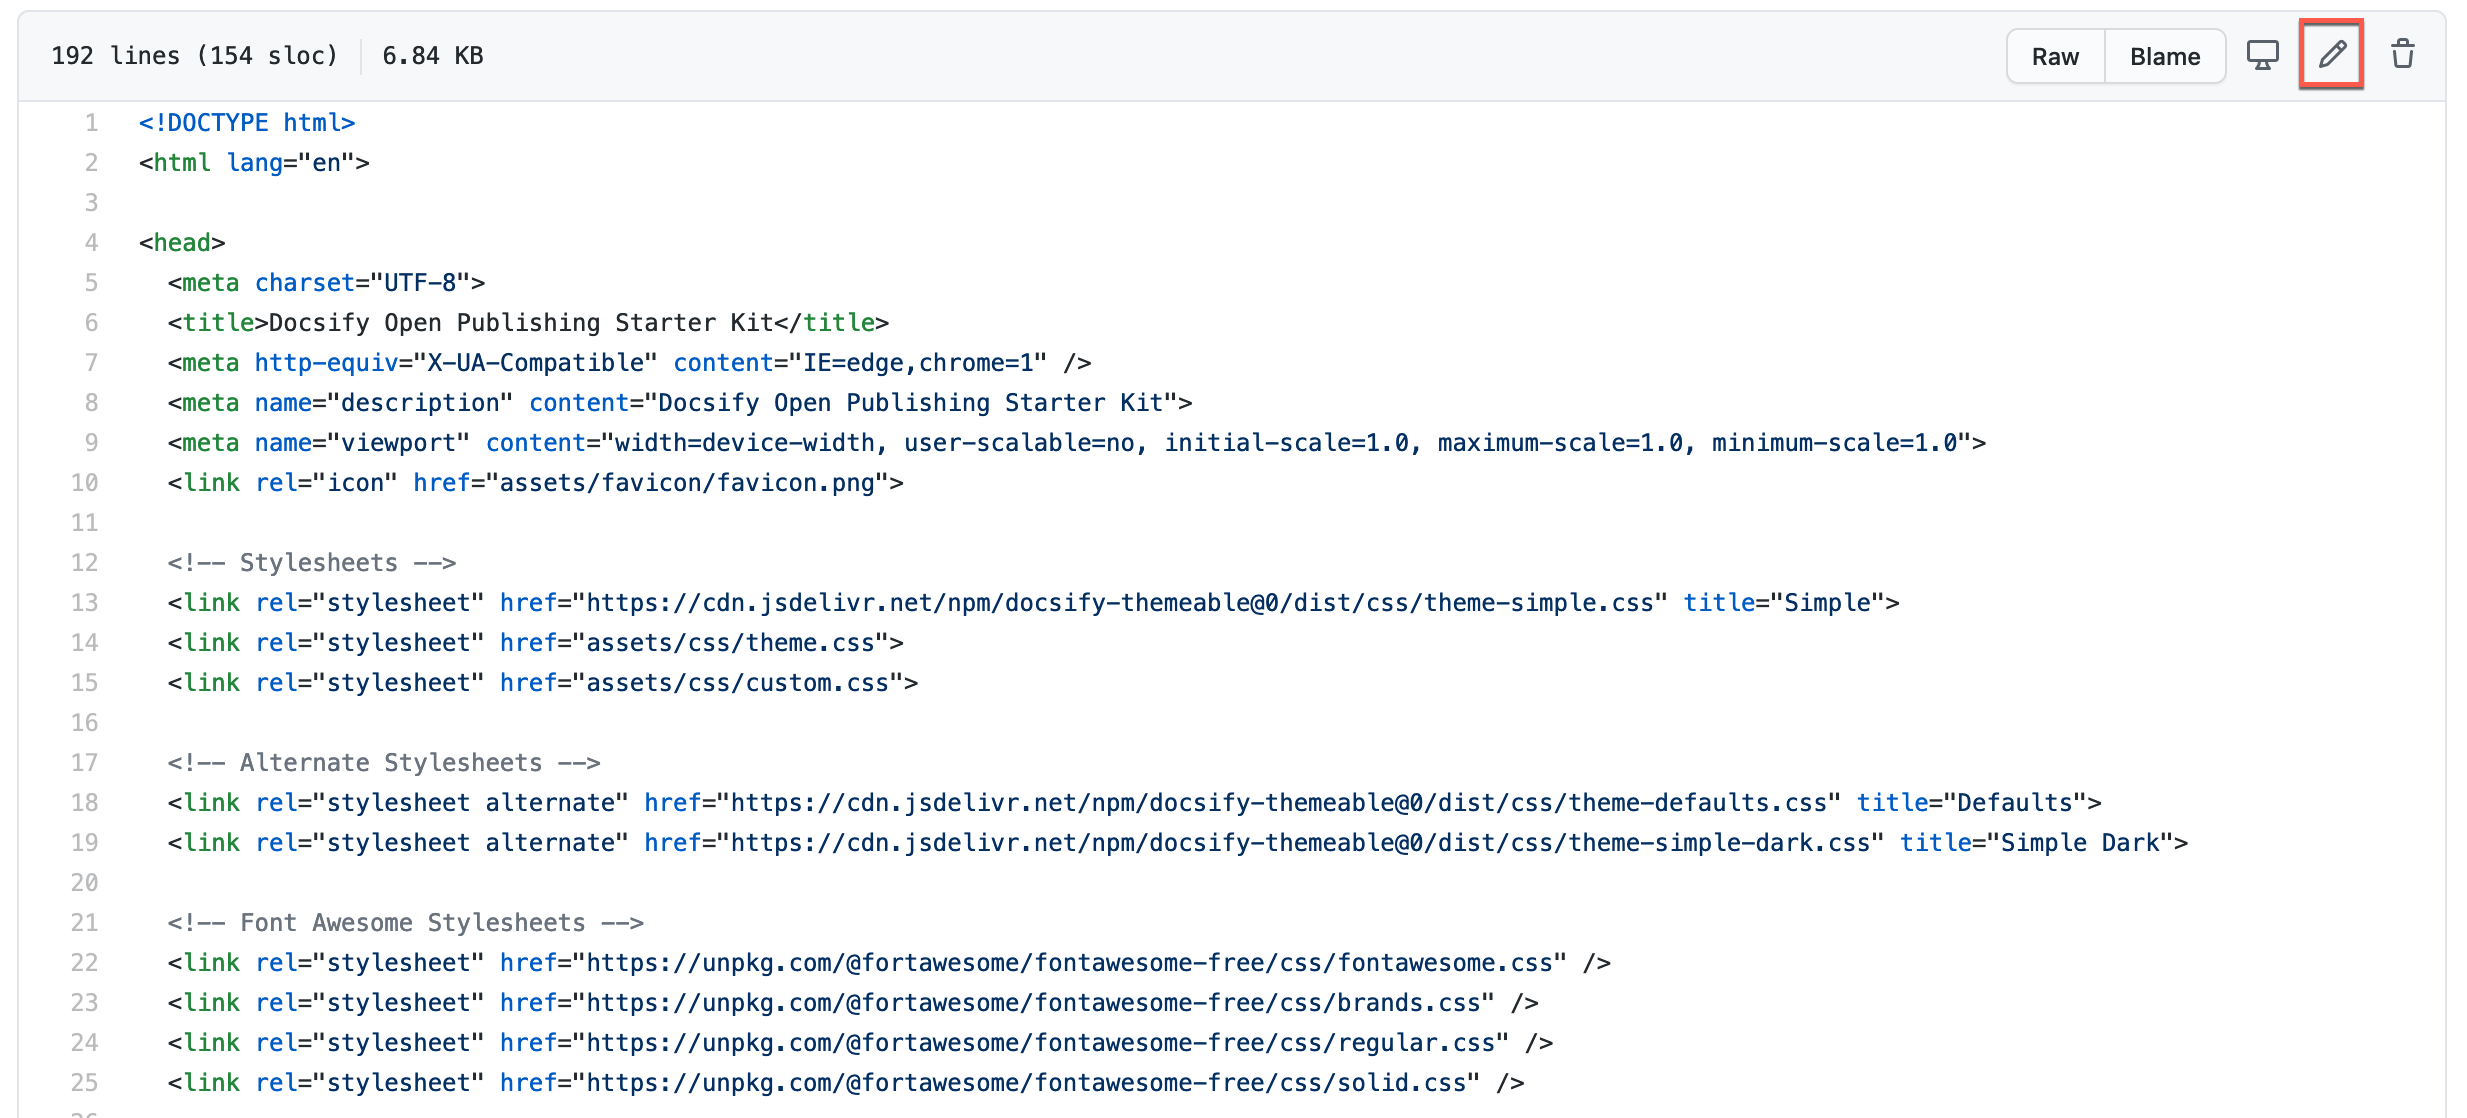 192 lines (154 sloc) 6.84 KB Raw Blame
1 <!DOCTYPE html>
2 <html lang="en">
3
4 <head>
5 <meta charset="UTF-8">
6 <title>Docsify Open Publishing Starter Kit</title>
7 <meta http-equiv="X-UA-Compatible" content="IE=edge,chrome=1" />
8 <meta name="description" content="Docsify Open Publishing Starter Kit">
9 <meta name="viewport" content="width=device-width, user-scalable=no, initial-scale=1.0, maximum-scale=1.0, minimum-scale=1.0">
10 <link rel="icon" href="assets/favicon/favicon.png">
11
12 <!-- Stylesheets -->
13 <link rel="stylesheet" href="https://cdn.jsdelivr.net/npm/docsify-themeable@0/dist/css/theme-simple.css" title="Simple">
14 <link rel="stylesheet" href="assets/css/theme.css">
15 <link rel="stylesheet" href="assets/css/custom.css">
16
17 <!-- Alternate Stylesheets -->
18 <link rel="stylesheet alternate" href="https://cdn.jsdelivr.net/npm/docsify-themeable@0/dist/css/theme-defaults.css" title="Defaults">
19 <link rel="stylesheet alternate" href="https://cdn.jsdelivr.net/npm/docsify-themeable@0/dist/css/theme-simple-dark.css" title="Simple Dark">
20
21 <!-- Font Awesome Stylesheets -->
22 <link rel="stylesheet" href="https://unpkg.com/@fortawesome/fontawesome-free/css/fontawesome.css" />
23 <link rel="stylesheet" href="https://unpkg.com/@fortawesome/fontawesome-free/css/brands.css" />
24 <link rel="stylesheet" href="https://unpkg.com/@fortawesome/fontawesome-free/css/regular.css" />
25 <link rel="stylesheet" href="https://unpkg.com/@fortawesome/fontawesome-free/css/solid.css" />